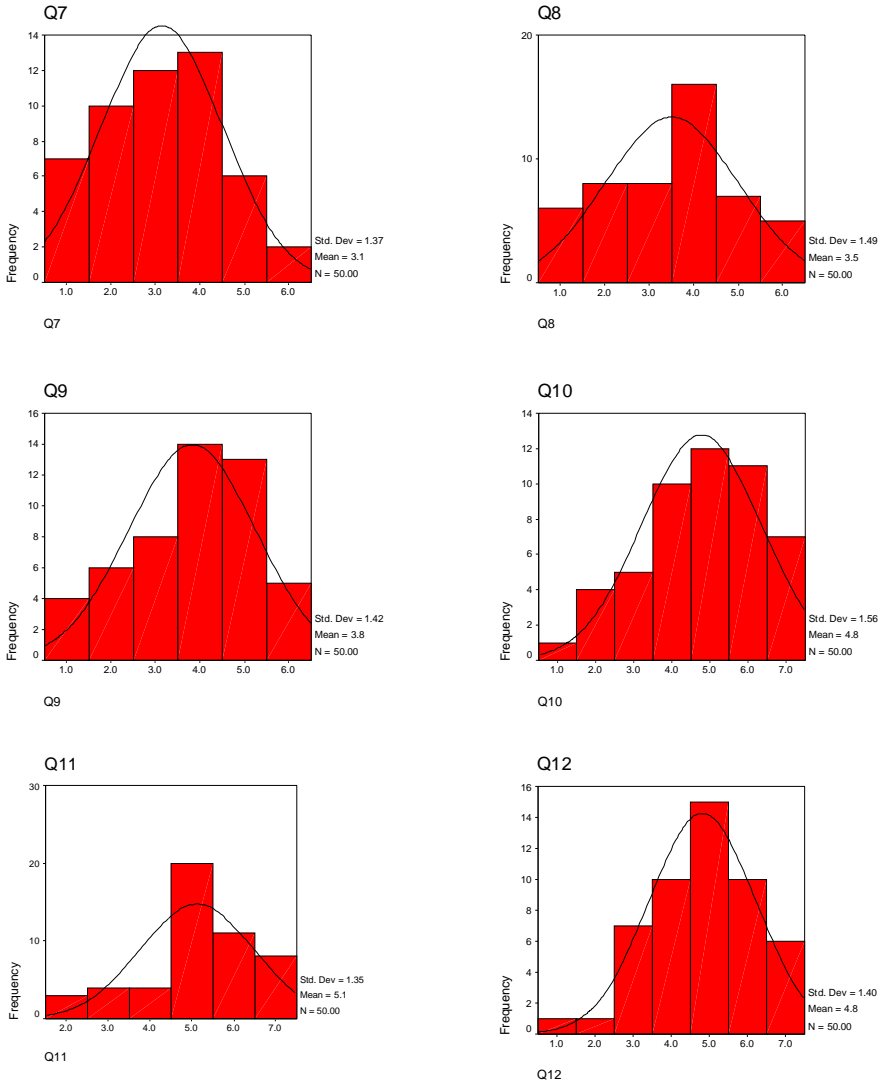 Q7
14
12
10
8
6
4
2
0
Frequency
1.0 2.0 3.0 4.0 5.0 6.0
Std. Dev = 1.37
Mean = 3.1
N = 50.00
Q7
Q8
20
10
0
Frequency
1.0 2.0 3.0 4.0 5.0 6.0
Std. Dev = 1.49
Mean = 3.5
N = 50.00
Q8
Q9
16
14
12
10
8
6
4
2
0
Frequency
1.0 2.0 3.0 4.0 5.0 6.0
Std. Dev = 1.42
Mean = 3.8
N = 50.00
Q9
Q10
14
12
10
8
6
4
2
0
Frequency
1.0 2.0 3.0 4.0 5.0 6.0 7.0
Std. Dev = 1.56
Mean = 4.8
N = 50.00
Q10
Q11
30
20
10
0
Frequency
2.0 3.0 4.0 5.0 6.0 7.0
Std. Dev = 1.35
Mean = 5.1
N = 50.00
Q11
Q12
16
14
12
10
8
6
4
2
0
Frequency
1.0 2.0 3.0 4.0 5.0 6.0 7.0
Std. Dev = 1.40
Mean = 4.8
N = 50.00
Q12